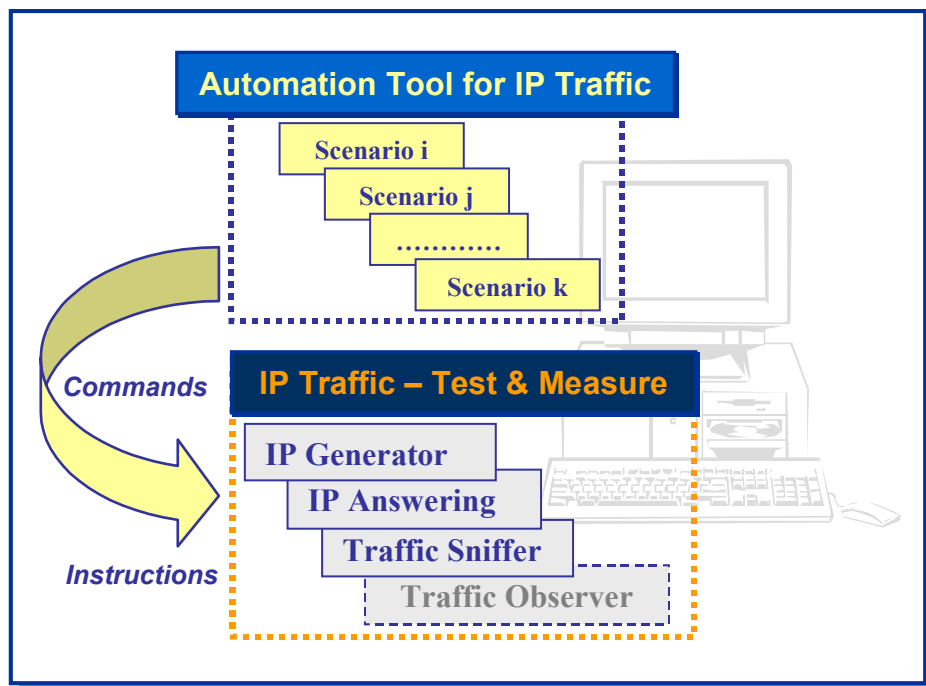 Automation Tool for IP Traffic
Scenario i
Scenario j
............
Scenario k
Commands
IP Traffic – Test & Measure
IP Generator
IP Answering
Traffic Sniffer
Instructions
Traffic Observer